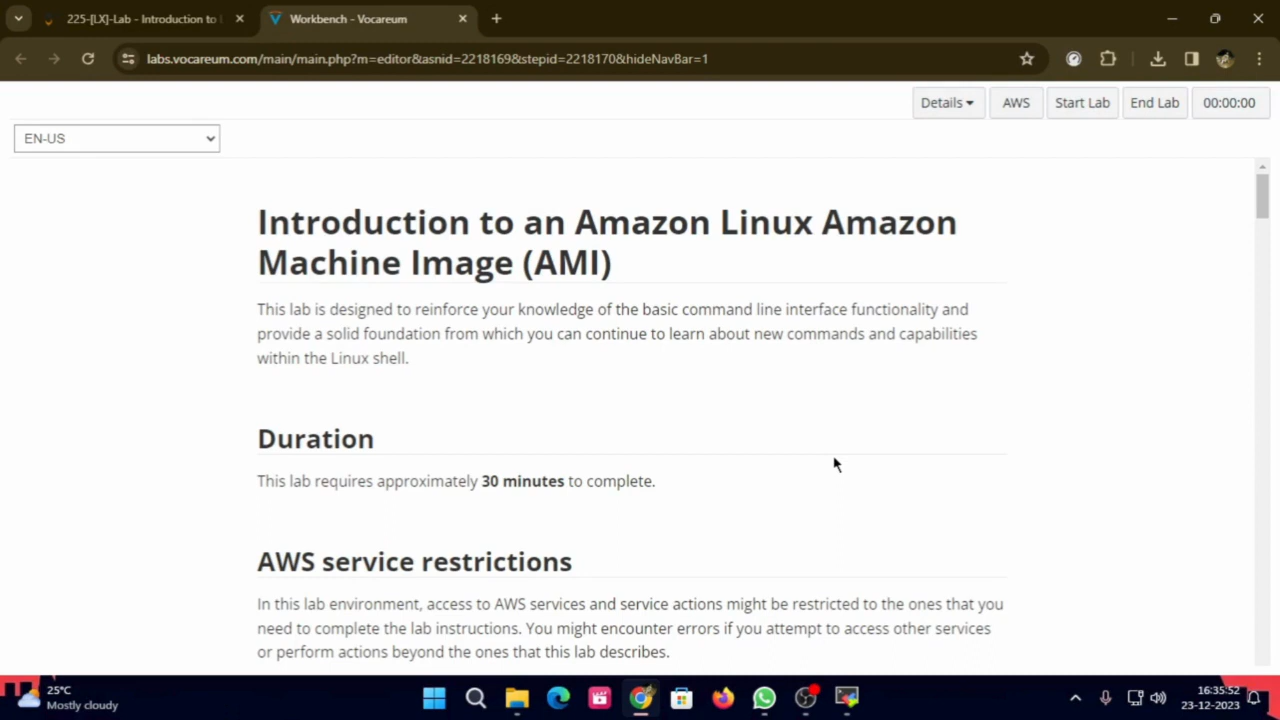 225-[LX]-Lab - Introduction to
Workbench - Vocareum
labs.vocareum.com/main/main.php?m=editor&asnid=2218169&stepid=2218170&hideNavBar=1
Details AWS Start Lab End Lab 00:00:00
EN-US
Introduction to an Amazon Linux Amazon
Machine Image (AMI)
This lab is designed to reinforce your knowledge of the basic command line interface functionality and
provide a solid foundation from which you can continue to learn about new commands and capabilities
within the Linux shell.
Duration
This lab requires approximately 30 minutes to complete.
AWS service restrictions
In this lab environment, access to AWS services and service actions might be restricted to the ones that you
need to complete the lab instructions. You might encounter errors if you attempt to access other services
or perform actions beyond the ones that this lab describes.
25°C
Mostly cloudy
16:35:52
23-12-2023